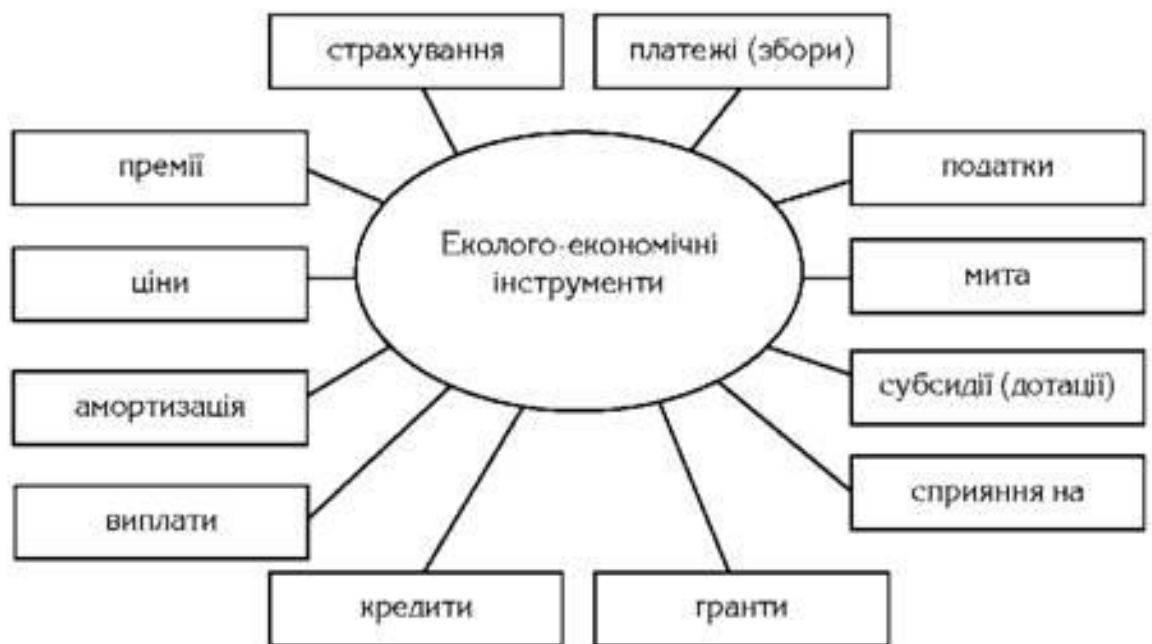 страхування
платежі (збори)
премії
податки
Еколого-економічні
інструменти
ціни
мита
амортизація
субсидії (дотації)
виплати
сприяння на
кредити
гранти